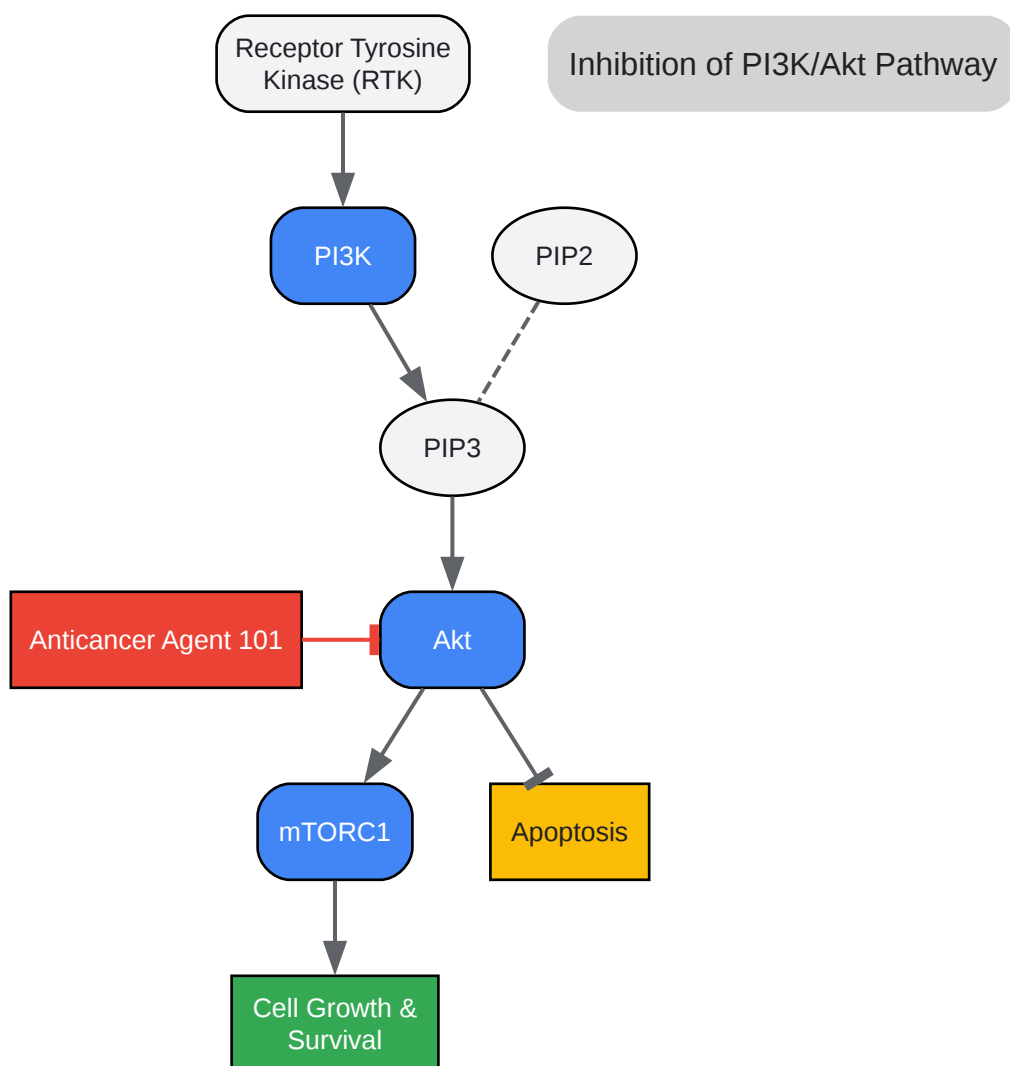 Receptor Tyrosine
Kinase (RTK)
Inhibition of PI3K/Akt Pathway
PI3K
PIP2
PIP3
Anticancer Agent 101
Akt
mTORC1
Apoptosis
Cell Growth &
Survival